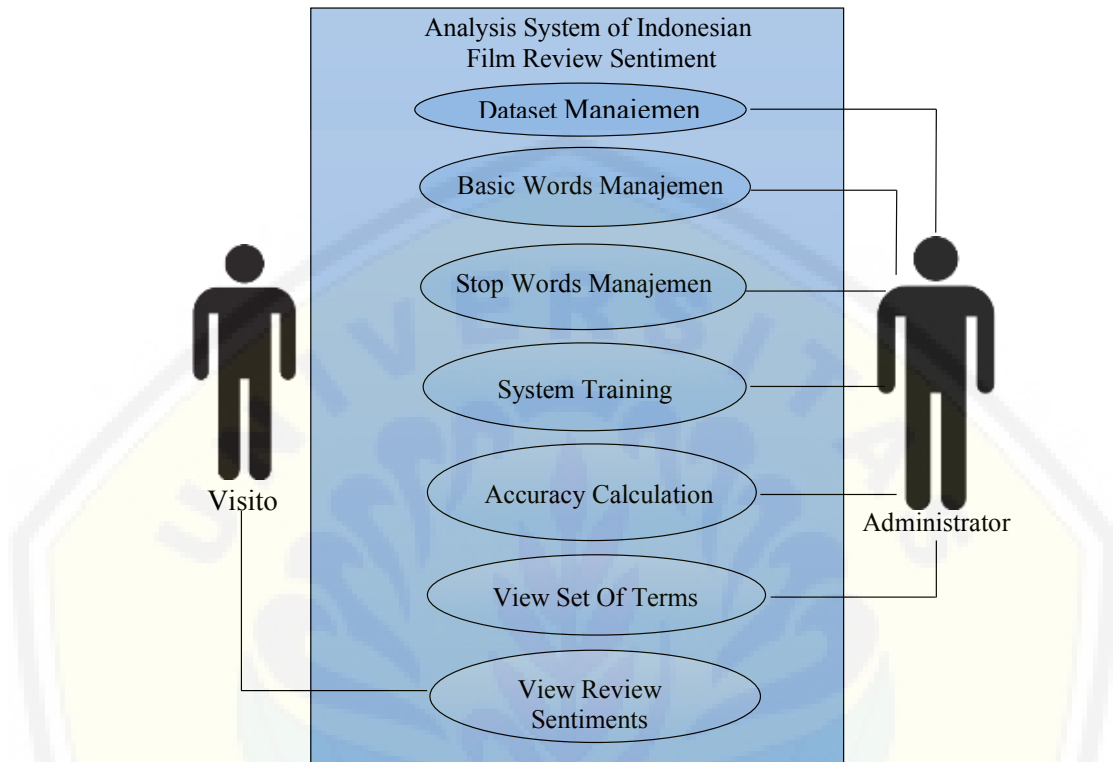 Analysis System of Indonesian
Film Review Sentiment
Dataset Manajemen
Basic Words Manajemen
Stop Words Manajemen
System Training
Accuracy Calculation
View Set Of Terms
View Review
Sentiments
Visito
Administrator
UNIVERSITAS